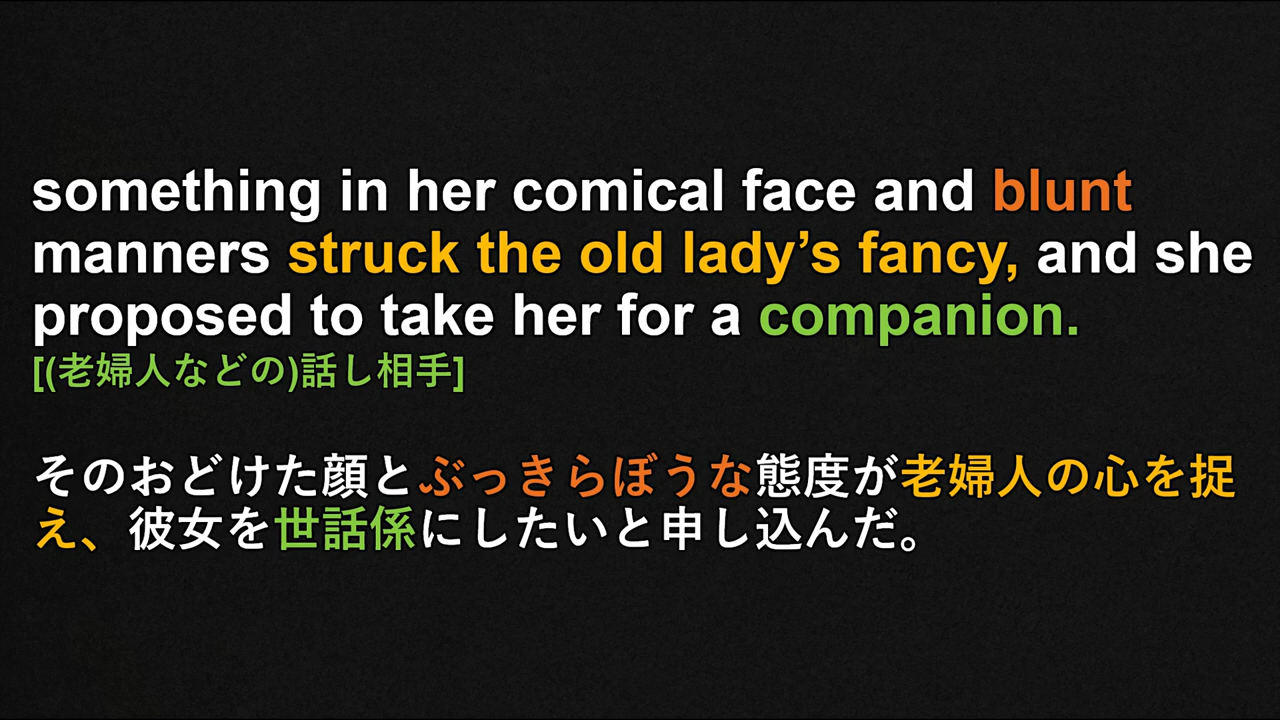 something in her comical face and blunt
manners struck the old lady’s fancy, and she
proposed to take her for a companion.
[(老婦人などの)話し相手]
そのおどけた顔とぶっきらぼうな態度が老婦人の心を捉
え、彼女を世話係にしたいと申し込んだ。